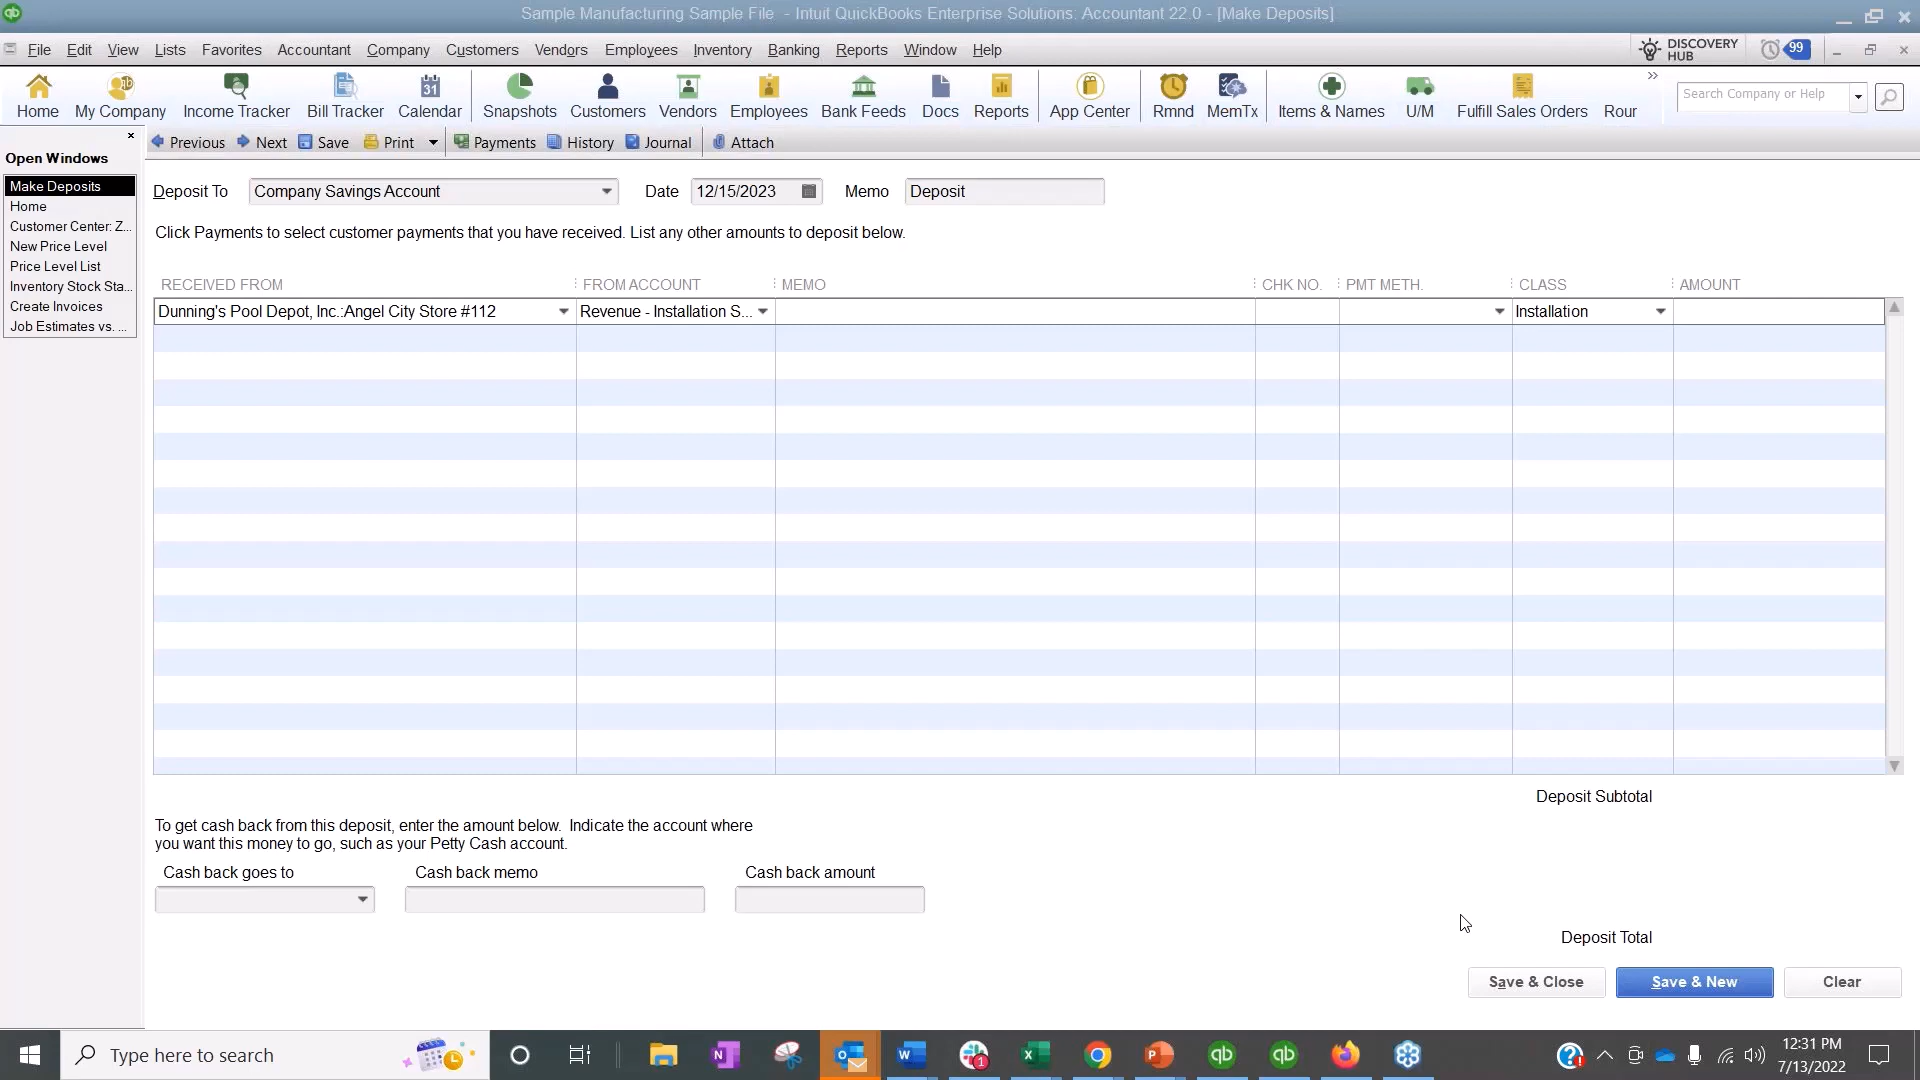 Sample Manufacturing Sample File - Intuit QuickBooks Enterprise Solutions: Accountant 22.0 - [Make Deposits]
File Edit View Lists Favorites Accountant Company Customers Vendors Employees Inventory Banking Reports Window Help
DISCOVERY HUB 99
Home My Company Income Tracker Bill Tracker Calendar Snapshots Customers Vendors Employees Bank Feeds Docs Reports App Center Rmnd MemTx Items & Names U/M Fulfill Sales Orders Rour
Search Company or Help
Previous Next Save Print Payments History Journal Attach
Open Windows
Make Deposits
Home
Customer Center: Z...
New Price Level
Price Level List
Inventory Stock Sta...
Create Invoices
Job Estimates vs. ...
Deposit To Company Savings Account Date 12/15/2023 Memo Deposit
Click Payments to select customer payments that you have received. List any other amounts to deposit below.
RECEIVED FROM FROM ACCOUNT MEMO CHK NO. PMT METH. CLASS AMOUNT
Dunning's Pool Depot, Inc.:Angel City Store #112 Revenue - Installation S... Installation
Deposit Subtotal
To get cash back from this deposit, enter the amount below. Indicate the account where
you want this money to go, such as your Petty Cash account.
Cash back goes to Cash back memo Cash back amount
Deposit Total
Save & Close Save & New Clear
Type here to search
12:31 PM
7/13/2022